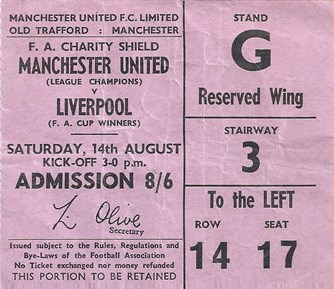 MANCHESTER UNITED F.C. LIMITED
OLD TRAFFORD : MANCHESTER
F. A. CHARITY SHIELD
MANCHESTER UNITED
(LEAGUE CHAMPIONS)
V
LIVERPOOL
(F. A. CUP WINNERS)
SATURDAY, 14th AUGUST
KICK-OFF 3-0 p.m.
ADMISSION 8/6
L. Olive
Secretary
Issued subject to the Rules, Regulations and
Bye-Laws of the Football Association
No Ticket exchanged nor money refunded
THIS PORTION TO BE RETAINED
STAND
G
Reserved Wing
STAIRWAY
3
To the LEFT
ROW SEAT
14 17